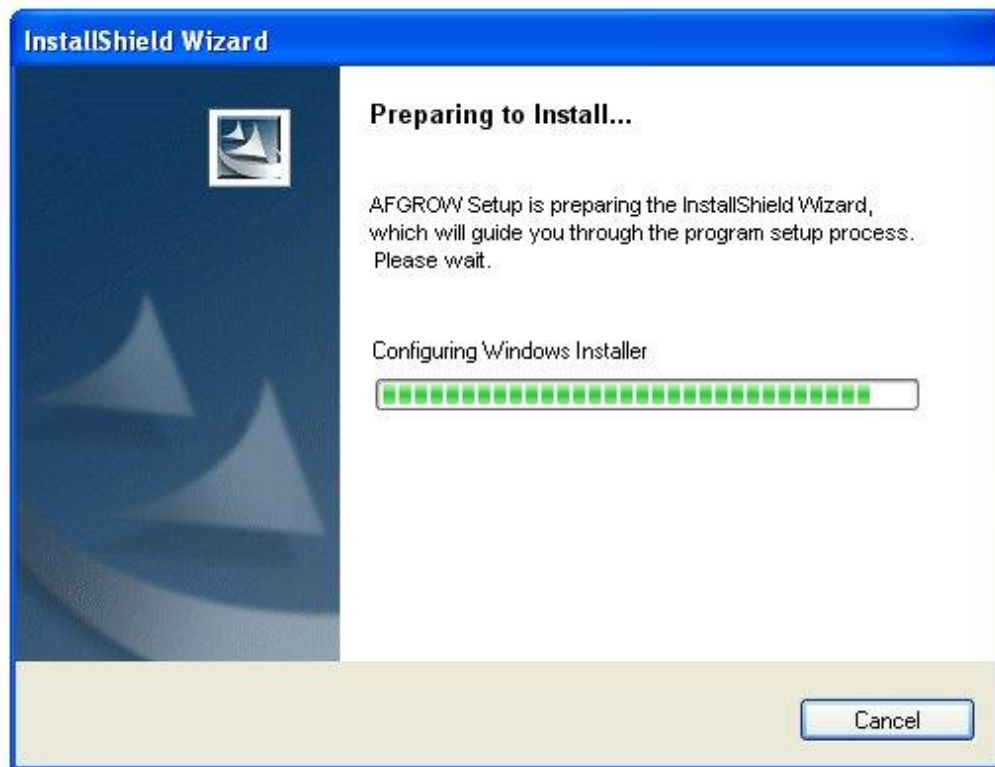 InstallShield Wizard
Preparing to Install...
AFGROW Setup is preparing the InstallShield Wizard,
which will guide you through the program setup process.
Please wait.
Configuring Windows Installer
Cancel